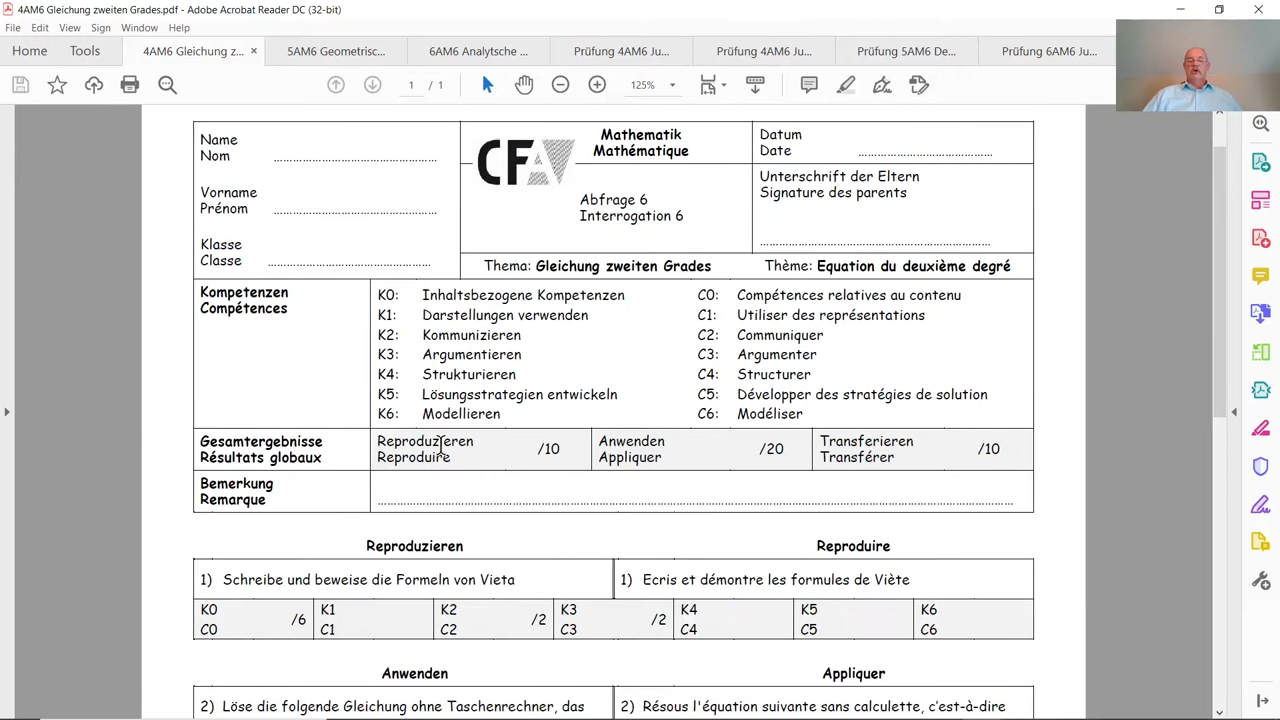 4AM6 Gleichung zweiten Grades.pdf - Adobe Acrobat Reader DC (32-bit)
File Edit View Sign Window Help
Home Tools 4AM6 Gleichung z... × 5AM6 Geometrisc... 6AM6 Analytsche ... Prüfung 4AM6 Ju... Prüfung 4AM6 Ju... Prüfung 5AM6 De... Prüfung 6AM6 Ju...
1 / 1 125%
Name
Nom ................................................
Vorname
Prénom ................................................
Klasse
Classe ................................................
CFAV
Mathematik
Mathématique
Abfrage 6
Interrogation 6
Datum
Date ........................................
Unterschrift der Eltern
Signature des parents
....................................................................
Thema: Gleichung zweiten Grades Thème: Equation du deuxième degré
Kompetenzen
Compétences
K0: Inhaltsbezogene Kompetenzen C0: Compétences relatives au contenu
K1: Darstellungen verwenden C1: Utiliser des représentations
K2: Kommunizieren C2: Communiquer
K3: Argumentieren C3: Argumenter
K4: Strukturieren C4: Structurer
K5: Lösungsstrategien entwickeln C5: Développer des stratégies de solution
K6: Modellieren C6: Modéliser
Gesamtergebnisse
Résultats globaux
Reproduzieren
Reproduire /10
Anwenden
Appliquer /20
Transferieren
Transférer /10
Bemerkung
Remarque ................................................................................
Reproduzieren Reproduire
1) Schreibe und beweise die Formeln von Vieta 1) Ecris et démontre les formules de Viète
K0 /6 K1 K2 /2 K3 /2 K4 K5 K6
C0 C1 C2 C3 C4 C5 C6
Anwenden Appliquer
2) Löse die folgende Gleichung ohne Taschenrechner, das 2) Résous l'équation suivante sans calculette, c'est-à-dire